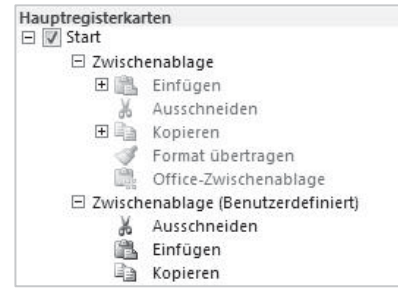 Hauptregisterkarten
Start
Zwischenablage
Einfügen
Ausschneiden
Kopieren
Format übertragen
Office-Zwischenablage
Zwischenablage (Benutzerdefiniert)
Ausschneiden
Einfügen
Kopieren